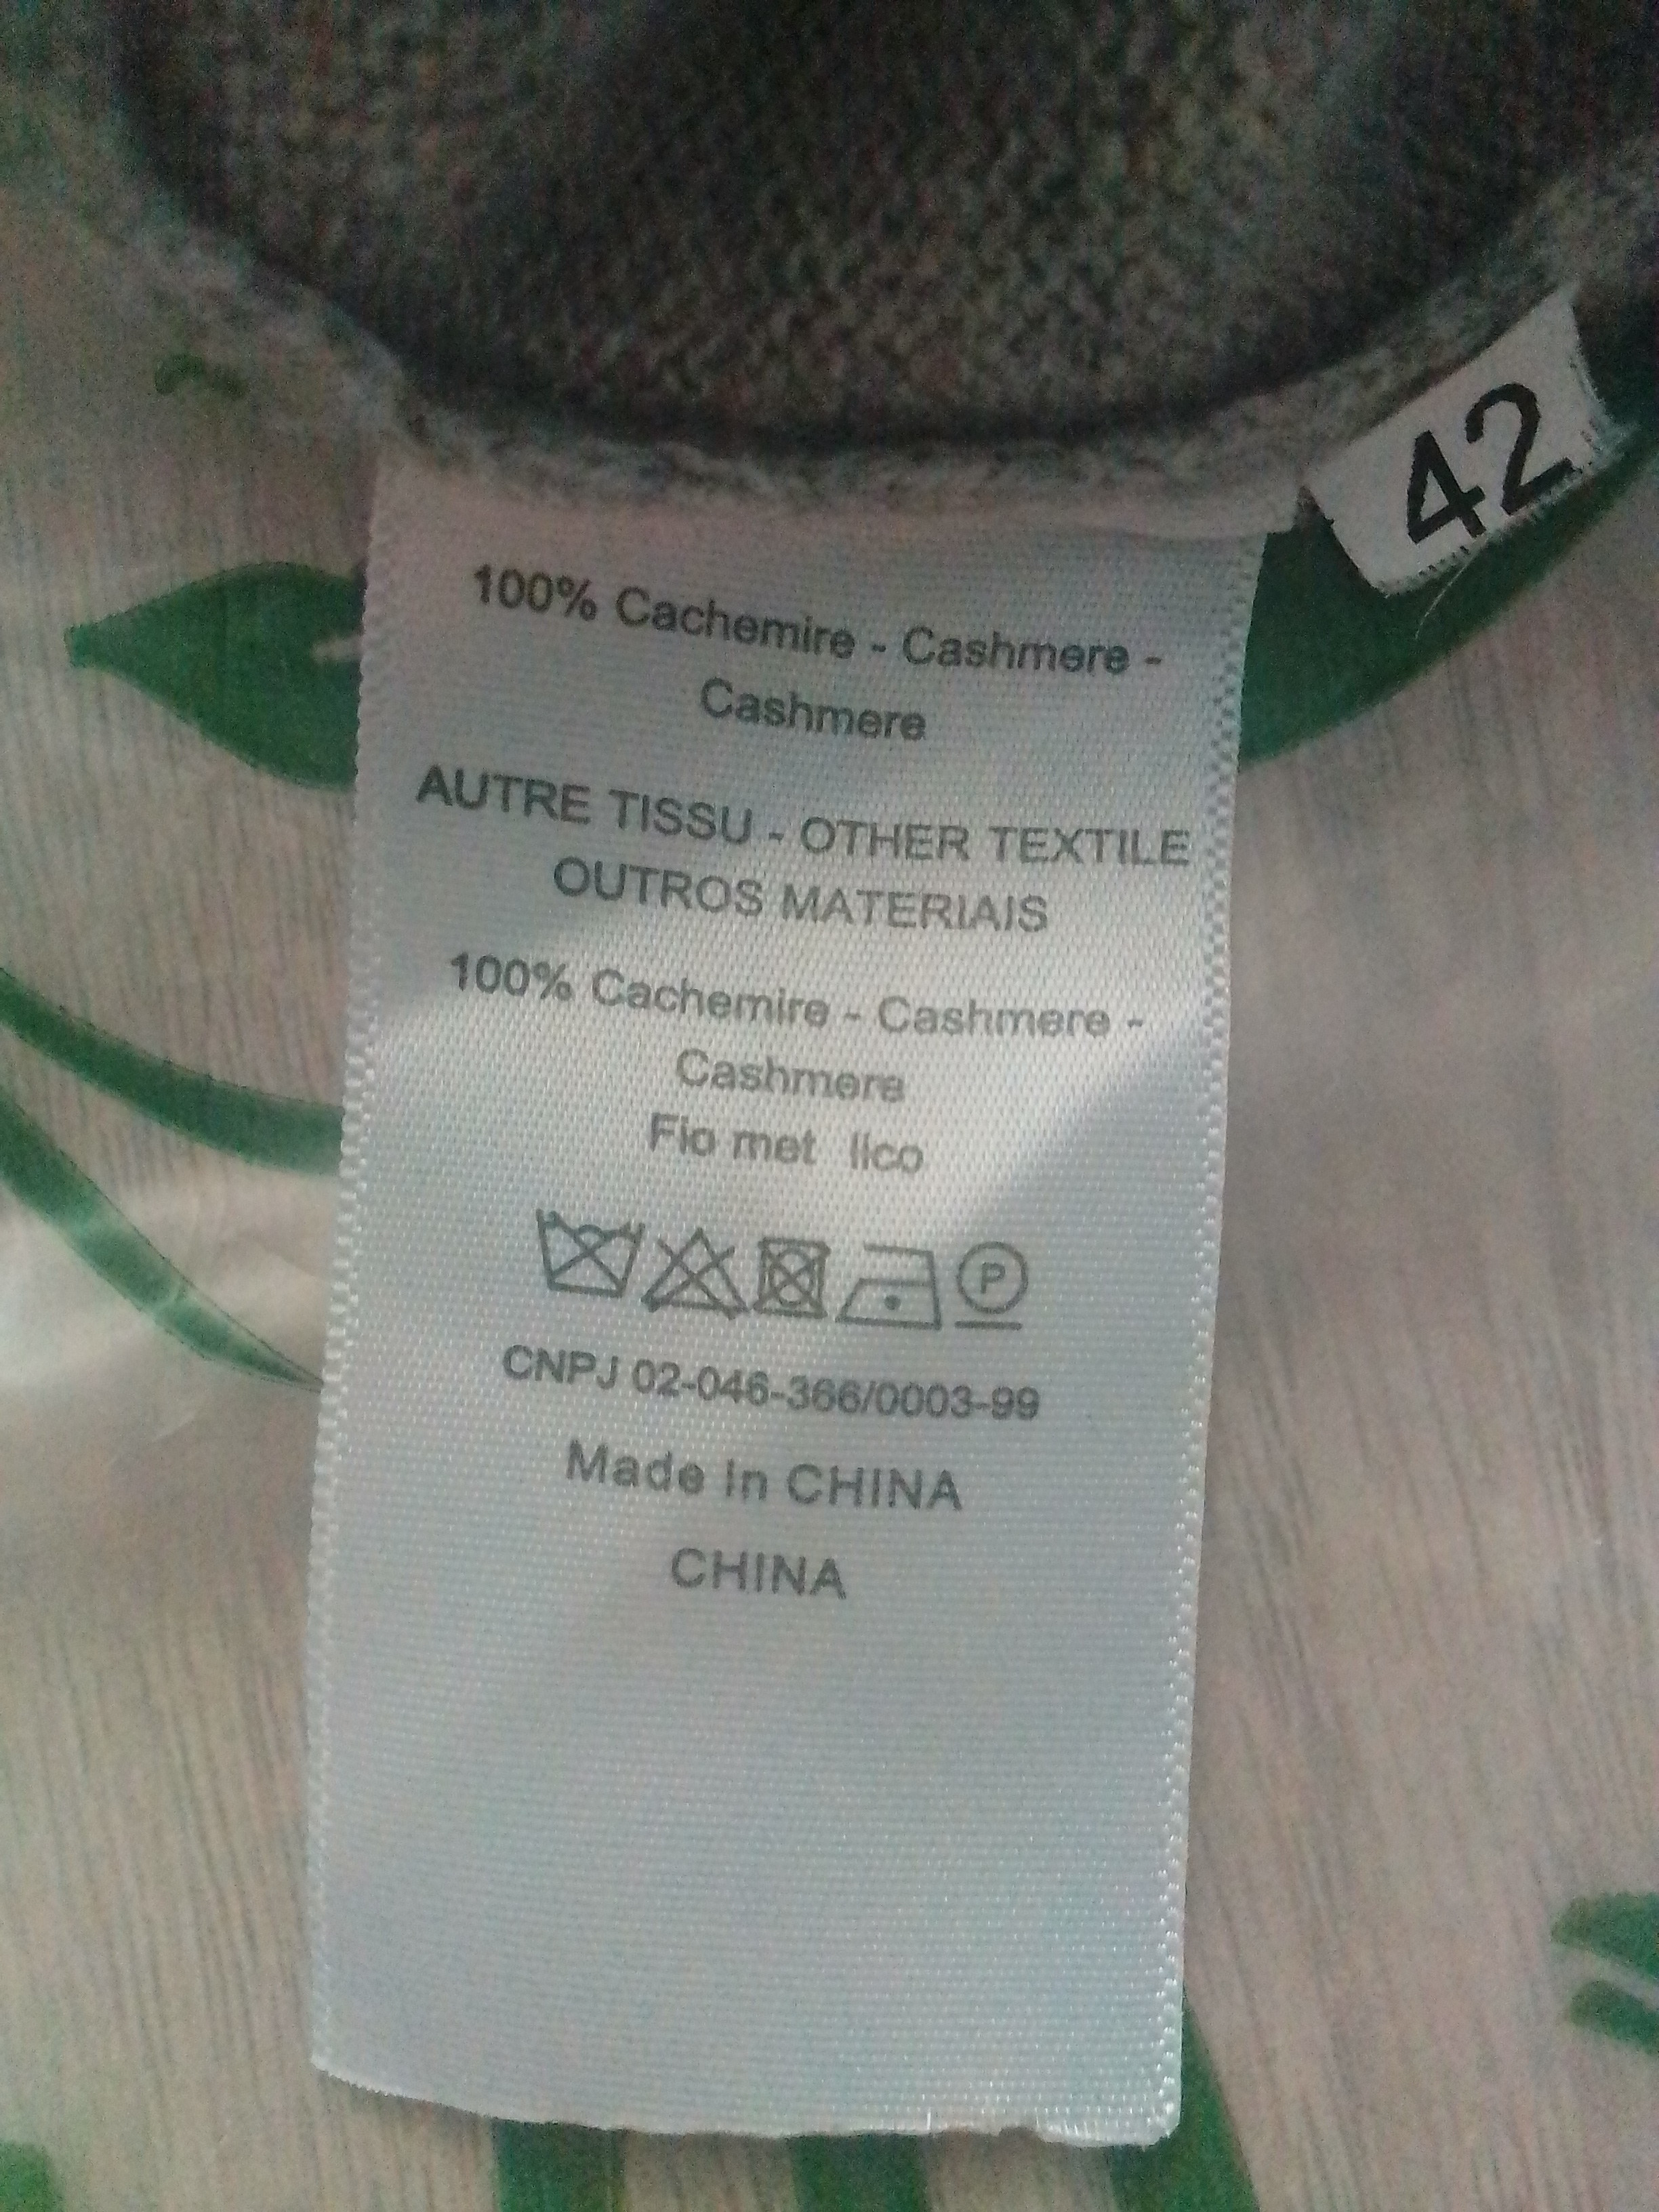 42
100% Cachemire - Cashmere -
Cashmere
AUTRE TISSU - OTHER TEXTILE
OUTROS MATERIAIS
100% Cachemire - Cashmere -
Cashmere
Fio met  lico
P
CNPJ 02-046-366/0003-99
Made in CHINA
CHINA